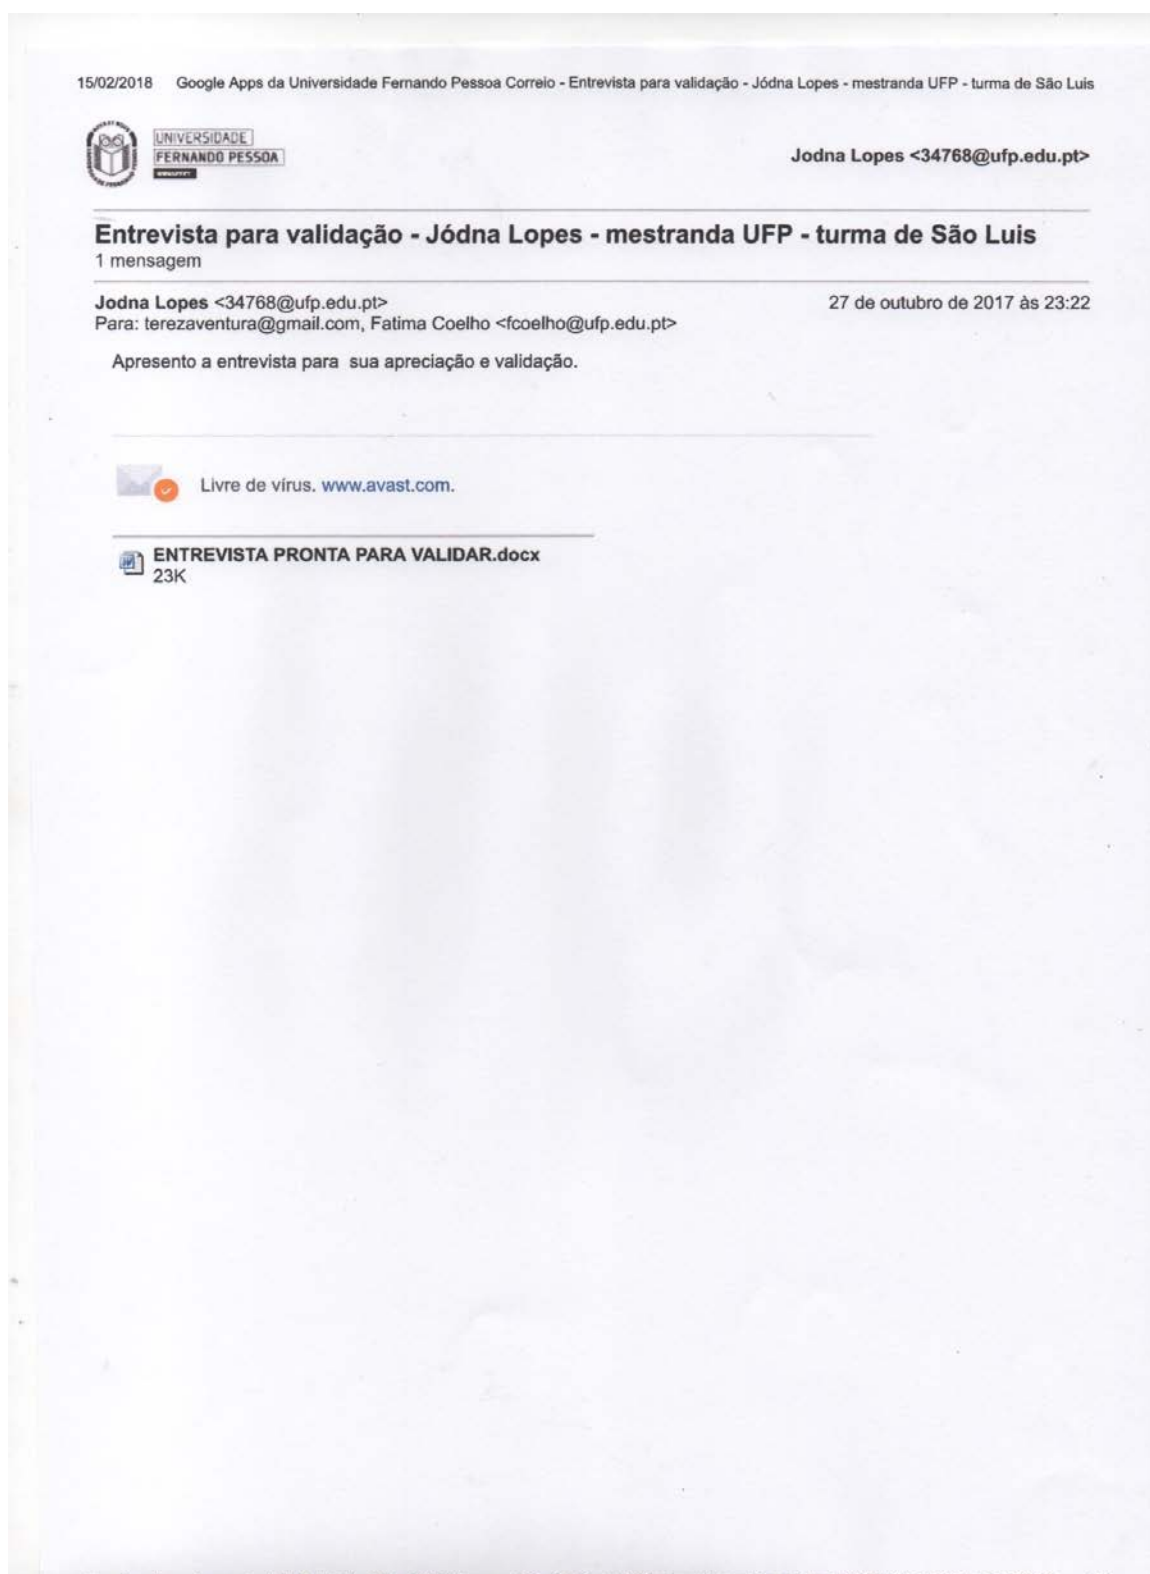 15/02/2018 Google Apps da Universidade Fernando Pessoa Correio - Entrevista para validação - Jódna Lopes - mestranda UFP - turma de São Luis
UNIVERSIDADE
FERNANDO PESSOA
Jodna Lopes <34768@ufp.edu.pt>
Entrevista para validação - Jódna Lopes - mestranda UFP - turma de São Luis
1 mensagem
Jodna Lopes <34768@ufp.edu.pt> 27 de outubro de 2017 às 23:22
Para: terezaventura@gmail.com, Fatima Coelho <fcoelho@ufp.edu.pt>
Apresento a entrevista para sua apreciação e validação.
Livre de vírus. www.avast.com.
ENTREVISTA PRONTA PARA VALIDAR.docx
23K